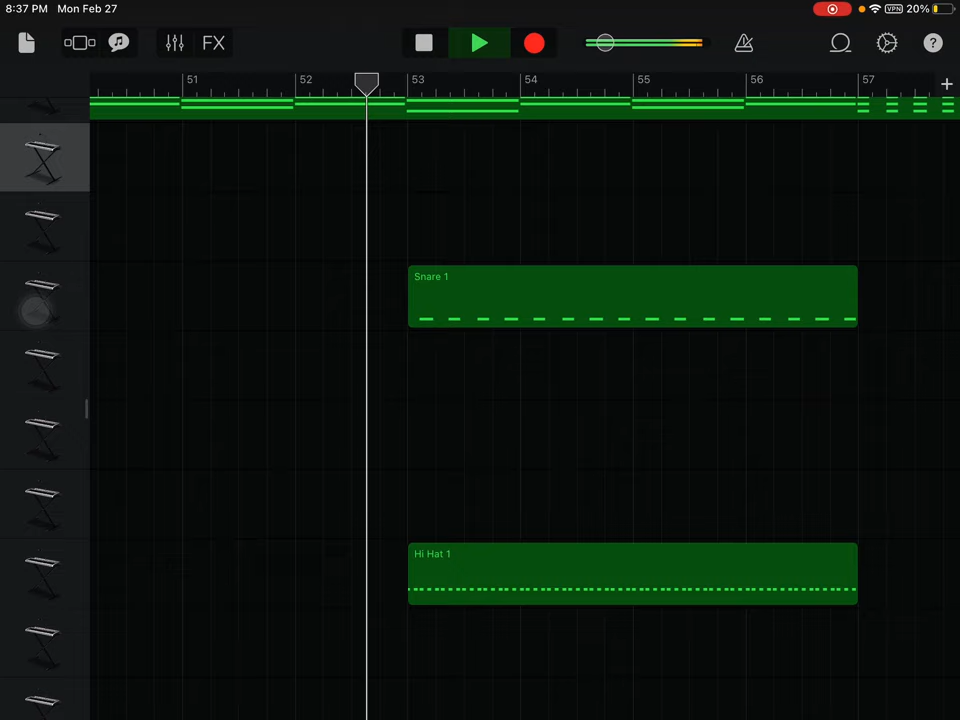 8:37 PM Mon Feb 27
VPN 20%
FX
?
51 52 53 54 55 56 57 +
Snare 1
Hi Hat 1